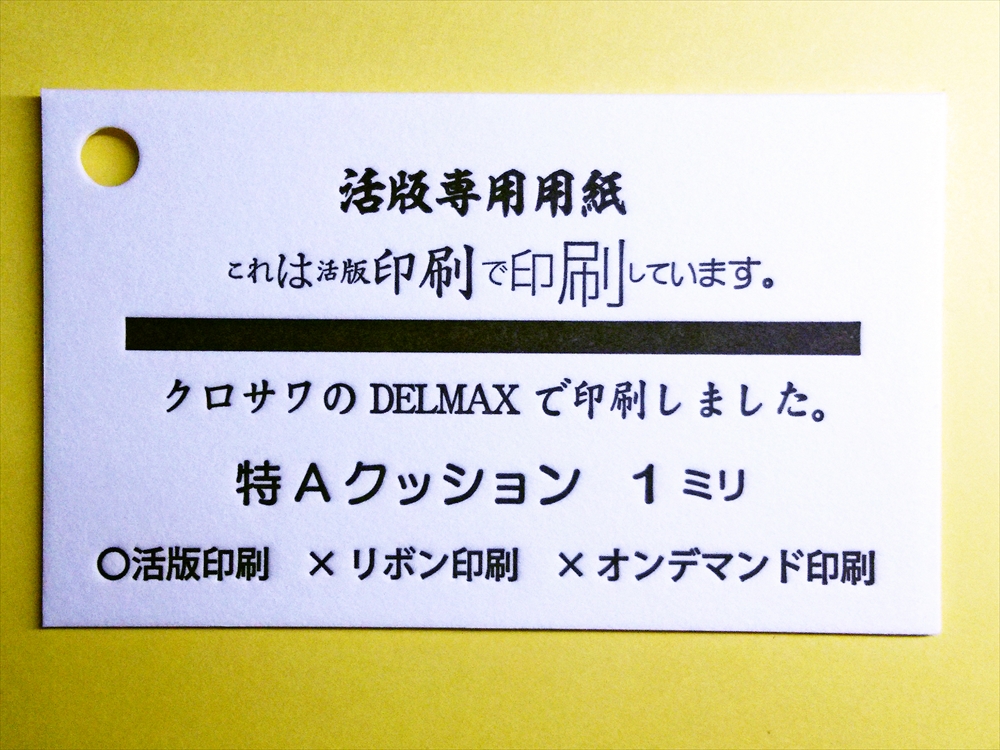 活版専用用紙
これは活版印刷で印刷しています。
クロサワのDELMAXで印刷しました。
特Aクッション 1ミリ
○活版印刷 ×リボン印刷 ×オンデマンド印刷